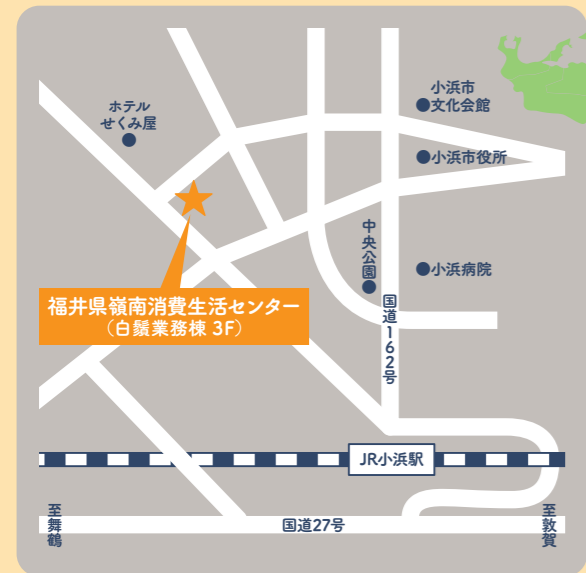 小浜市
文化会館
ホテル
せくみ屋
小浜市役所
中央公園
小浜病院
福井県嶺南消費生活センター
(白鬚業務棟 3F)
国道162号
JR小浜駅
至舞鶴
国道27号
至敦賀